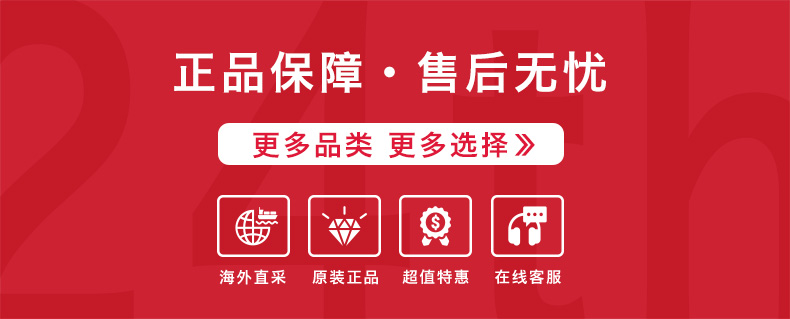 24th
正品保障·售后无忧
更多品类 更多选择》
$
海外直采 原装正品 超值特惠 在线客服